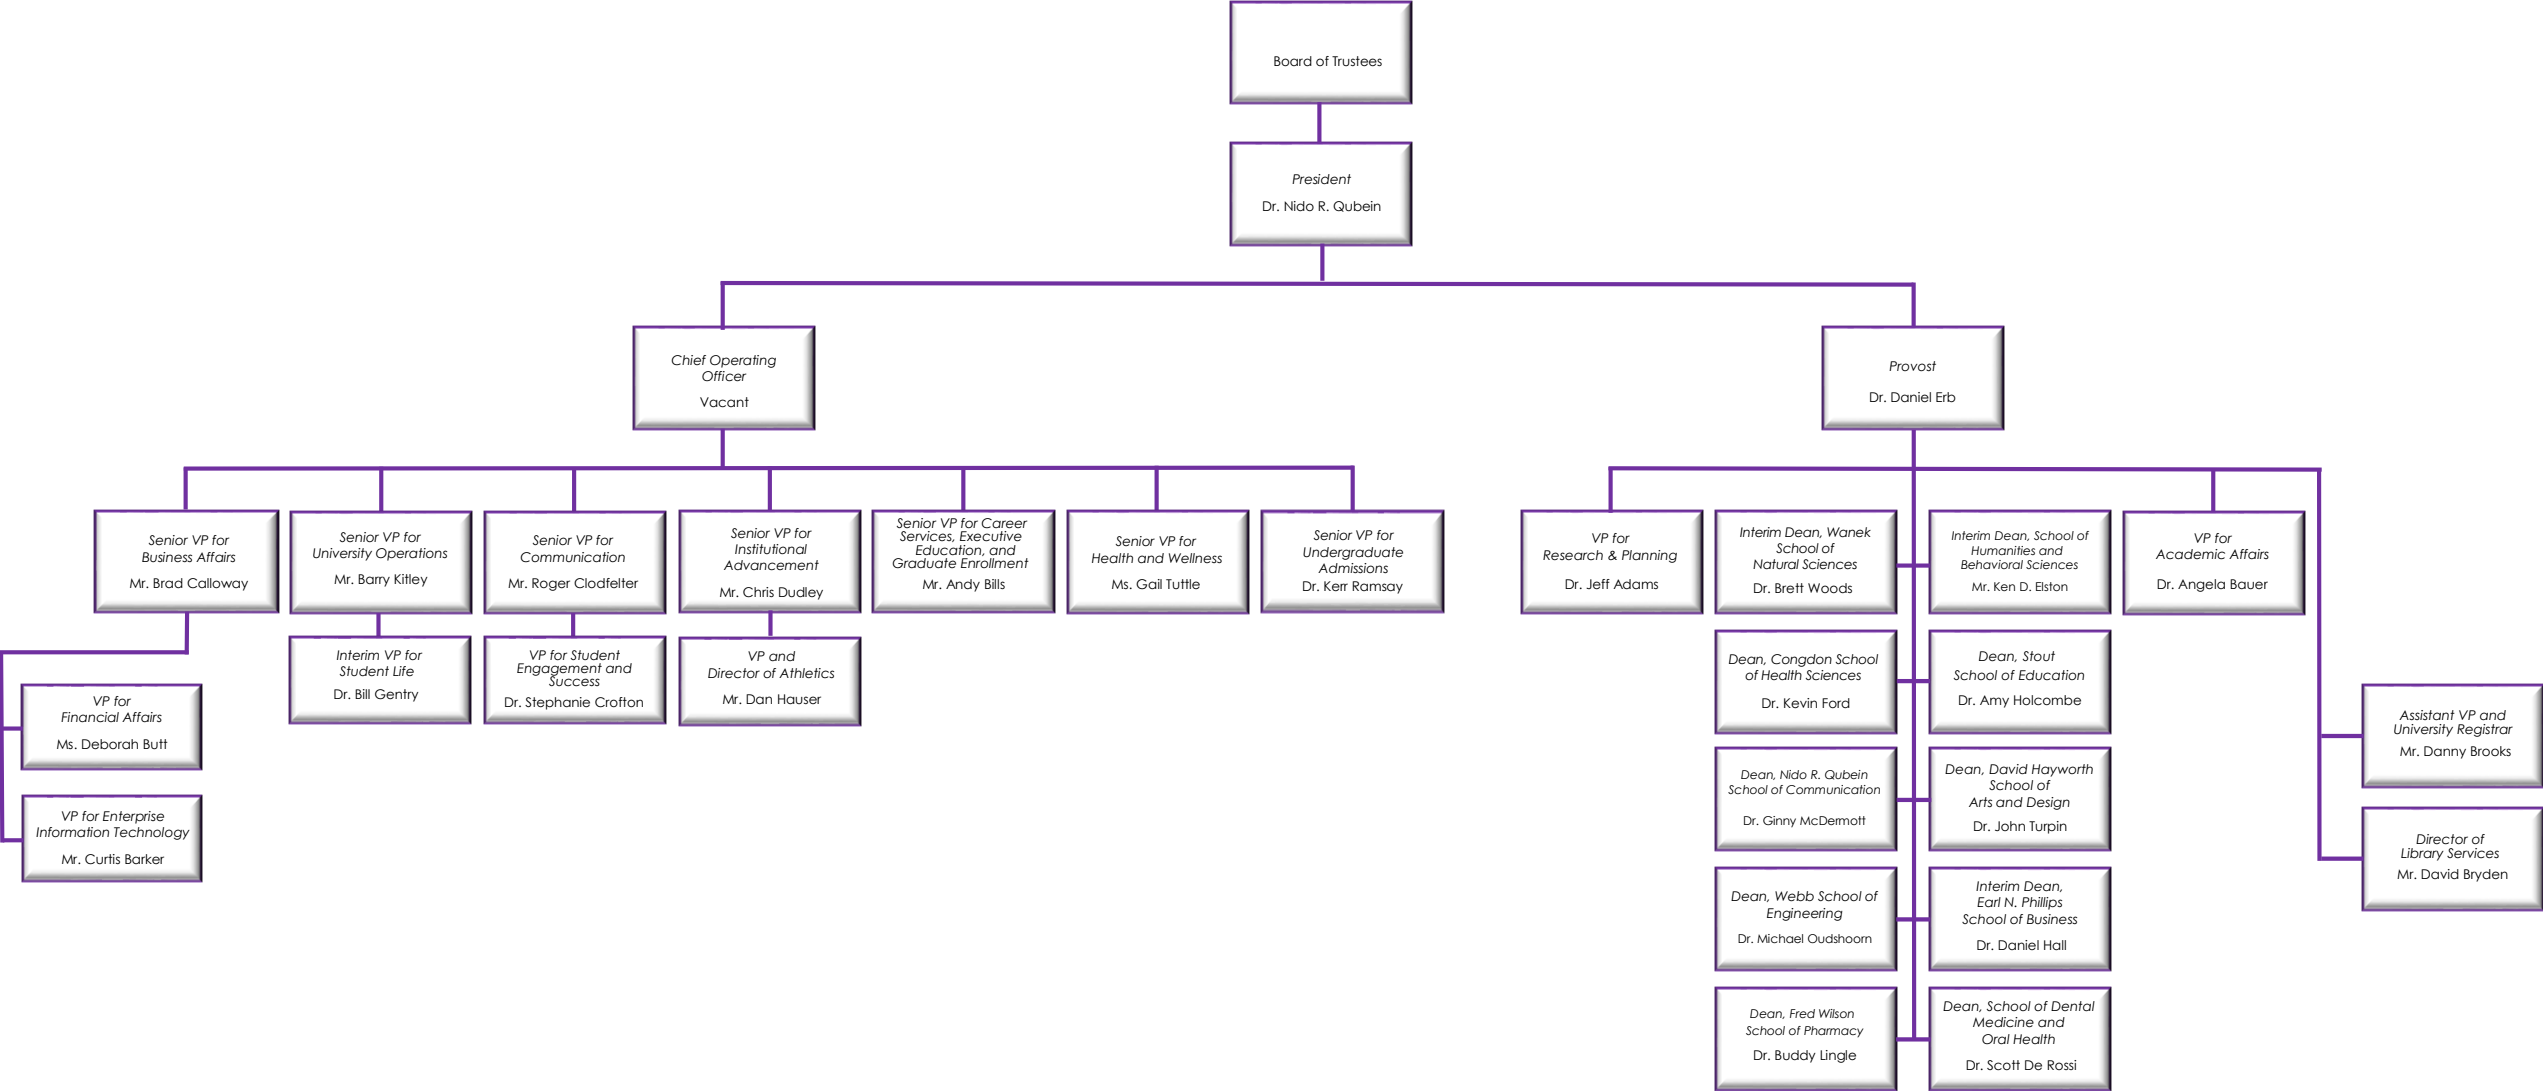 Board of Trustees
President
Dr. Nido R. Qubein
Chief Operating
Officer
Vacant
Provost
Dr. Daniel Erb
Senior VP for
Business Affairs
Mr. Brad Calloway
Senior VP for
University Operations
Mr. Barry Kitley
Senior VP for
Communication
Mr. Roger Clodfelter
Senior VP for
Institutional
Advancement
Mr. Chris Dudley
Senior VP for Career
Services, Executive
Education, and
Graduate Enrollment
Mr. Andy Bills
Senior VP for
Health and Wellness
Ms. Gail Tuttle
Senior VP for
Undergraduate
Admissions
Dr. Kerr Ramsay
VP for
Research & Planning
Dr. Jeff Adams
Interim Dean, Wanek
School of
Natural Sciences
Dr. Brett Woods
Interim Dean, School of
Humanities and
Behavioral Sciences
Mr. Ken D. Elston
VP for
Academic Affairs
Dr. Angela Bauer
Interim VP for
Student Life
Dr. Bill Gentry
VP for Student
Engagement and
Success
Dr. Stephanie Crofton
VP and
Director of Athletics
Mr. Dan Hauser
Dean, Congdon School
of Health Sciences
Dr. Kevin Ford
Dean, Stout
School of Education
Dr. Amy Holcombe
VP for
Financial Affairs
Ms. Deborah Butt
Assistant VP and
University Registrar
Mr. Danny Brooks
Dean, Nido R. Qubein
School of Communication
Dr. Ginny McDermott
Dean, David Hayworth
School of
Arts and Design
Dr. John Turpin
VP for Enterprise
Information Technology
Mr. Curtis Barker
Director of
Library Services
Mr. David Bryden
Dean, Webb School of
Engineering
Dr. Michael Oudshoorn
Interim Dean,
Earl N. Phillips
School of Business
Dr. Daniel Hall
Dean, Fred Wilson
School of Pharmacy
Dr. Buddy Lingle
Dean, School of Dental
Medicine and
Oral Health
Dr. Scott De Rossi